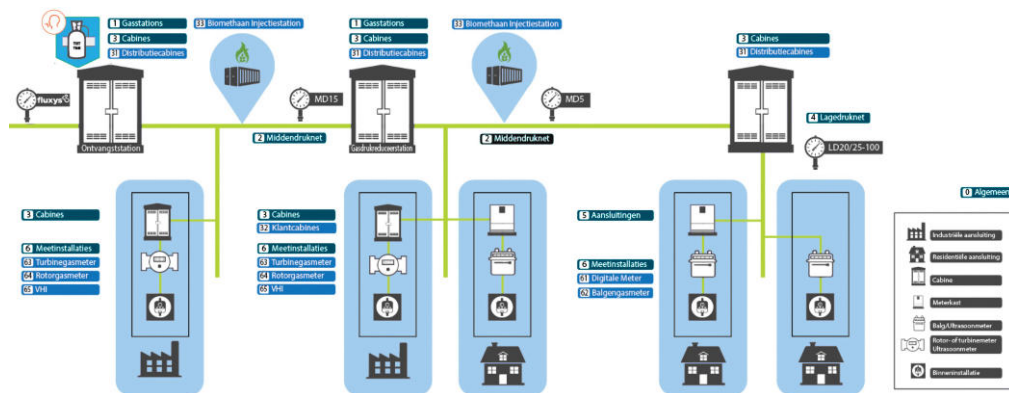 1 Gasstations
3 Cabines
31 Distributiecabines
33 Biomethaan Injectiestation
1 Gasstations
3 Cabines
31 Distributiecabines
33 Biomethaan Injectiestation
3 Cabines
31 Distributiecabines
fluxys
MD15
MD5
4 Lagedruknet
Ontvangststation
2 Middendruknet
Gasdrukreduceerstation
2 Middendruknet
LD20/25-100
0 Algemeen
3 Cabines
6 Meetinstallaties
63 Turbinegasmeter
64 Rotorgasmeter
65 VHI
3 Cabines
32 Klantcabines
6 Meetinstallaties
63 Turbinegasmeter
64 Rotorgasmeter
65 VHI
5 Aansluitingen
6 Meetinstallaties
61 Digitale Meter
62 Balgengasmeter
Industriële aansluiting
Residentiële aansluiting
Cabine
Meterkast
Balg/Ultrasoonmeter
Rotor- of turbinemeter
Ultrasoonmeter
Binneninstallatie